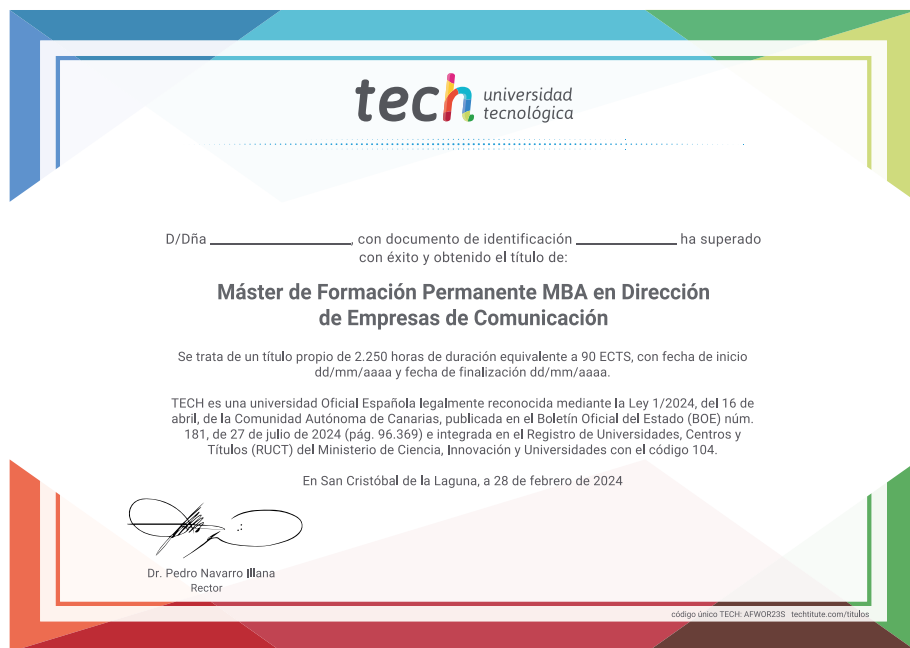 tech universidad
tecnológica
D/Dña ____________________, con documento de identificación ______________ ha superado
con éxito y obtenido el título de:
Máster de Formación Permanente MBA en Dirección
de Empresas de Comunicación
Se trata de un título propio de 2.250 horas de duración equivalente a 90 ECTS, con fecha de inicio
dd/mm/aaaa y fecha de finalización dd/mm/aaaa.
TECH es una universidad Oficial Española legalmente reconocida mediante la Ley 1/2024, del 16 de
abril, de la Comunidad Autónoma de Canarias, publicada en el Boletín Oficial del Estado (BOE) núm.
181, de 27 de julio de 2024 (pág. 96.369) e integrada en el Registro de Universidades, Centros y
Títulos (RUCT) del Ministerio de Ciencia, Innovación y Universidades con el código 104.
En San Cristóbal de la Laguna, a 28 de febrero de 2024
Dr. Pedro Navarro Illana
Rector
código único TECH: AFWOR23S techtitute.com/titulos